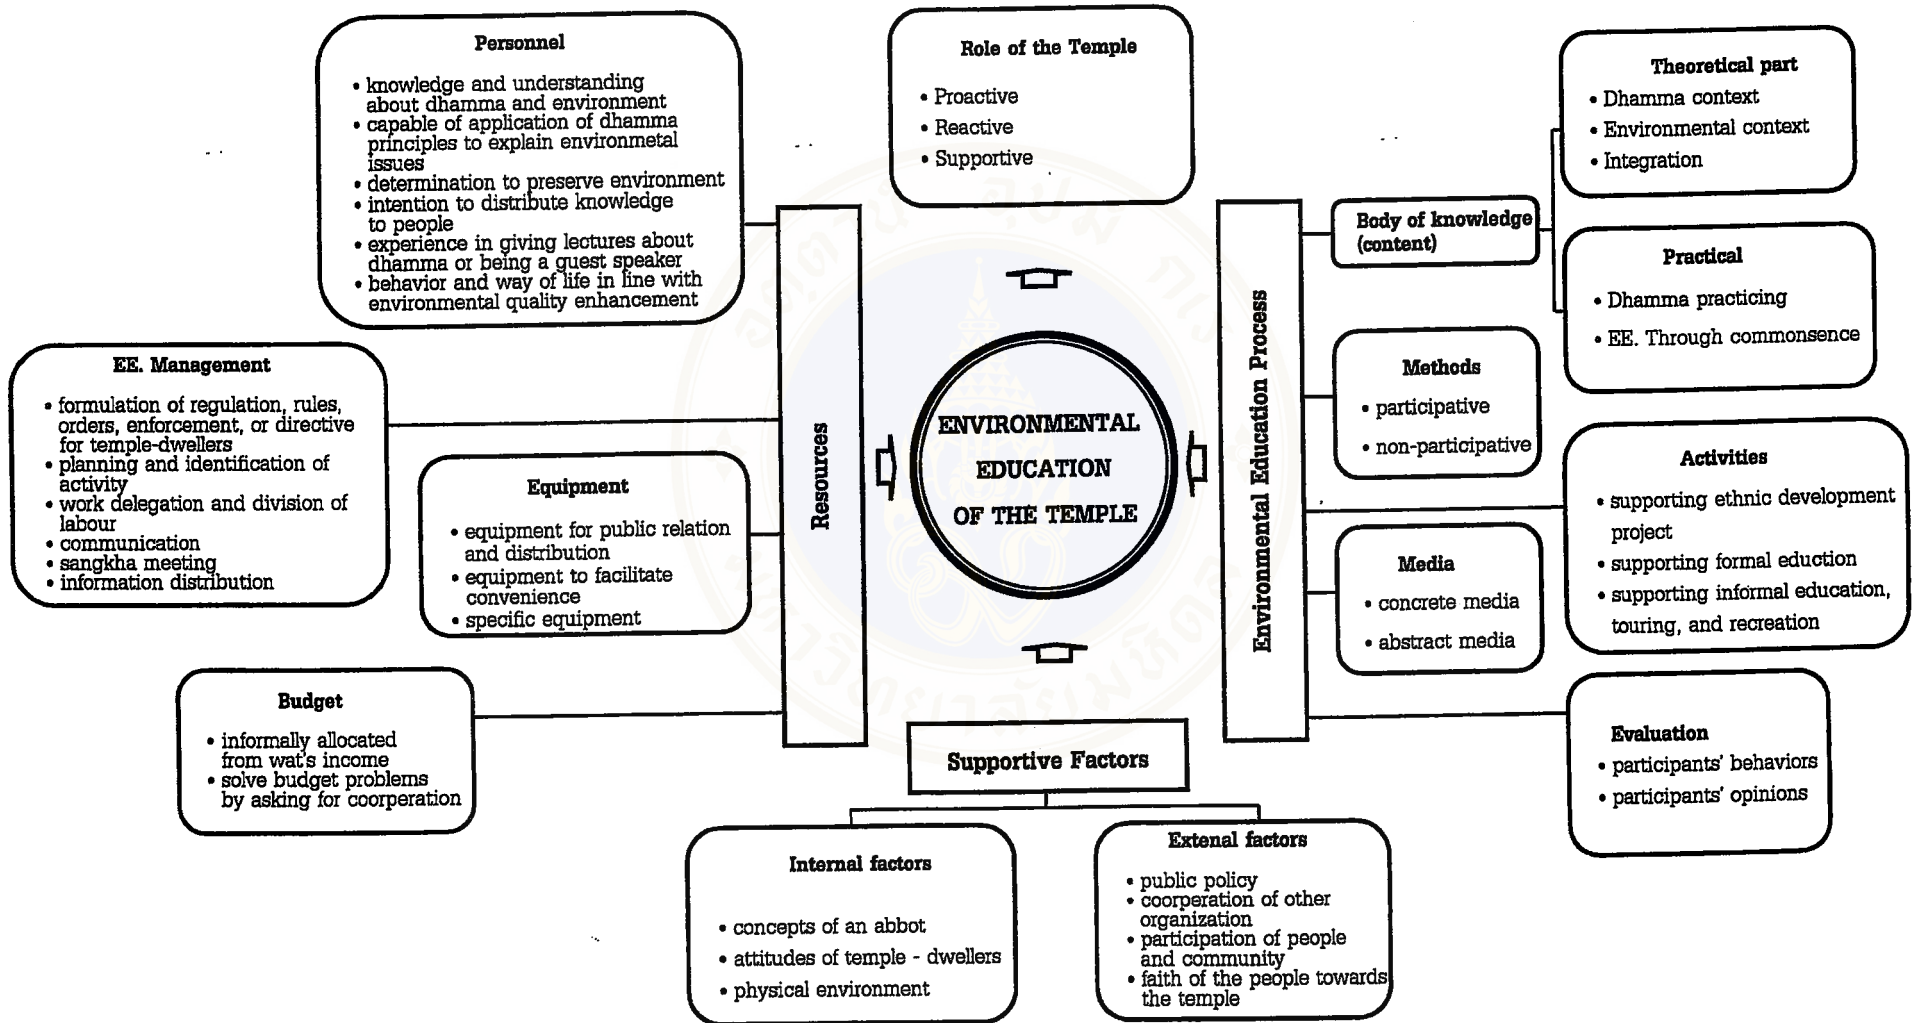 Personnel
• knowledge and understanding
about dhamma and environment
• capable of application of dhamma
principles to explain environmetal
issues
• determination to preserve environment
• intention to distribute knowledge
to people
• experience in giving lectures about
dhamma or being a guest speaker
• behavior and way of life in line with
environmental quality enhancement
EE. Management
• formulation of regulation, rules,
orders, enforcement, or directive
for temple-dwellers
• planning and identification of
activity
• work delegation and division of
labour
• communication
• sangkha meeting
• information distribution
Equipment
• equipment for public relation
and distribution
• equipment to facilitate
convenience
• specific equipment
Budget
• informally allocated
from wat's income
• solve budget problems
by asking for coorperation
Resources
Role of the Temple
• Proactive
• Reactive
• Supportive
ENVIRONMENTAL
EDUCATION
OF THE TEMPLE
Supportive Factors
Internal factors
• concepts of an abbot
• attitudes of temple - dwellers
• physical environment
Extenal factors
• public policy
• coorperation of other
organization
• participation of people
and community
• faith of the people towards
the temple
Environmental Education Process
Body of knowledge
(content)
Theoretical part
• Dhamma context
• Environmental context
• Integration
Practical
• Dhamma practicing
• EE. Through commonsence
Methods
• participative
• non-participative
Activities
• supporting ethnic development
project
• supporting formal eduction
• supporting informal education,
touring, and recreation
Media
• concrete media
• abstract media
Evaluation
• participants' behaviors
• participants' opinions